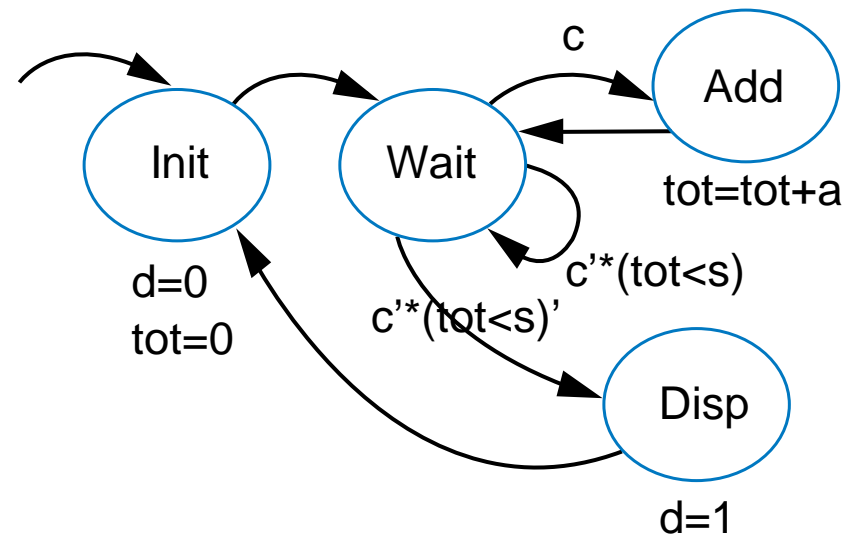 c
Add
Init
Wait
tot=tot+a
c’*(tot<s)
d=0
tot=0
c’*(tot<s)’
Disp
d=1